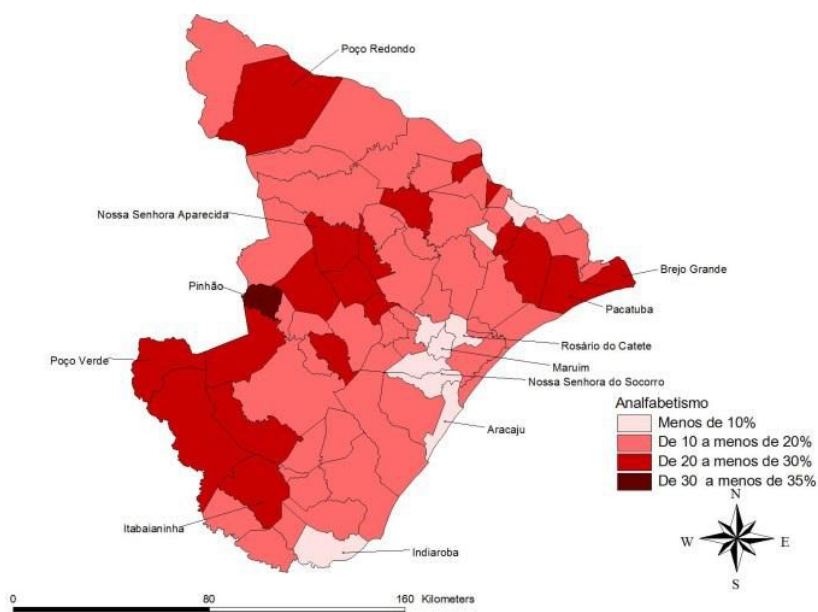 Poço Redondo
Nossa Senhora Aparecida
Pinhão
Brejo Grande
Pacatuba
Rosário do Catete
Poço Verde
Maruim
Nossa Senhora do Socorro
Aracaju
Analfabetismo
Menos de 10%
De 10 a menos de 20%
De 20 a menos de 30%
De 30 a menos de 35%
Itabaianinha
Indiaroba
N
W
E
S
0 80 160 Kilometers